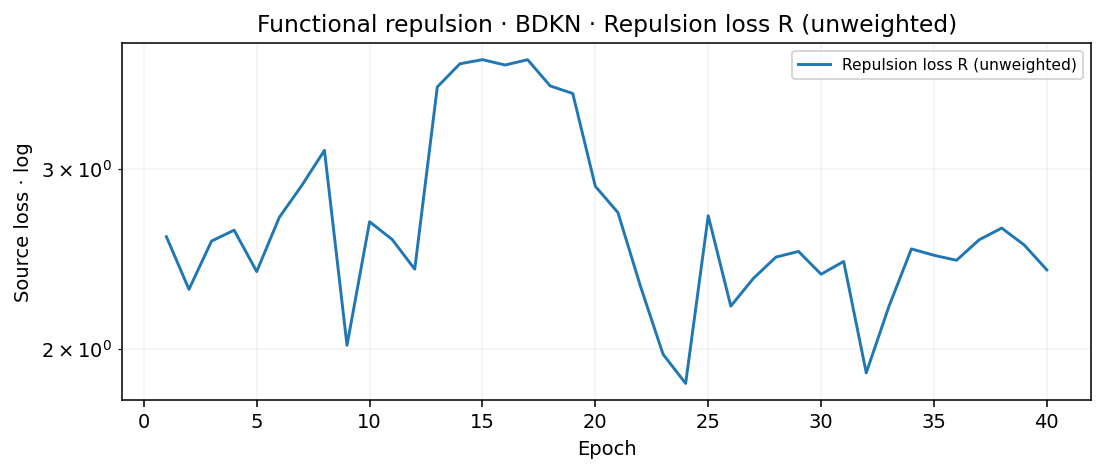 Functional repulsion · BDKN · Repulsion loss R (unweighted)
Repulsion loss R (unweighted)
Source loss · log
3 × 10⁰
2 × 10⁰
0 5 10 15 20 25 30 35 40
Epoch